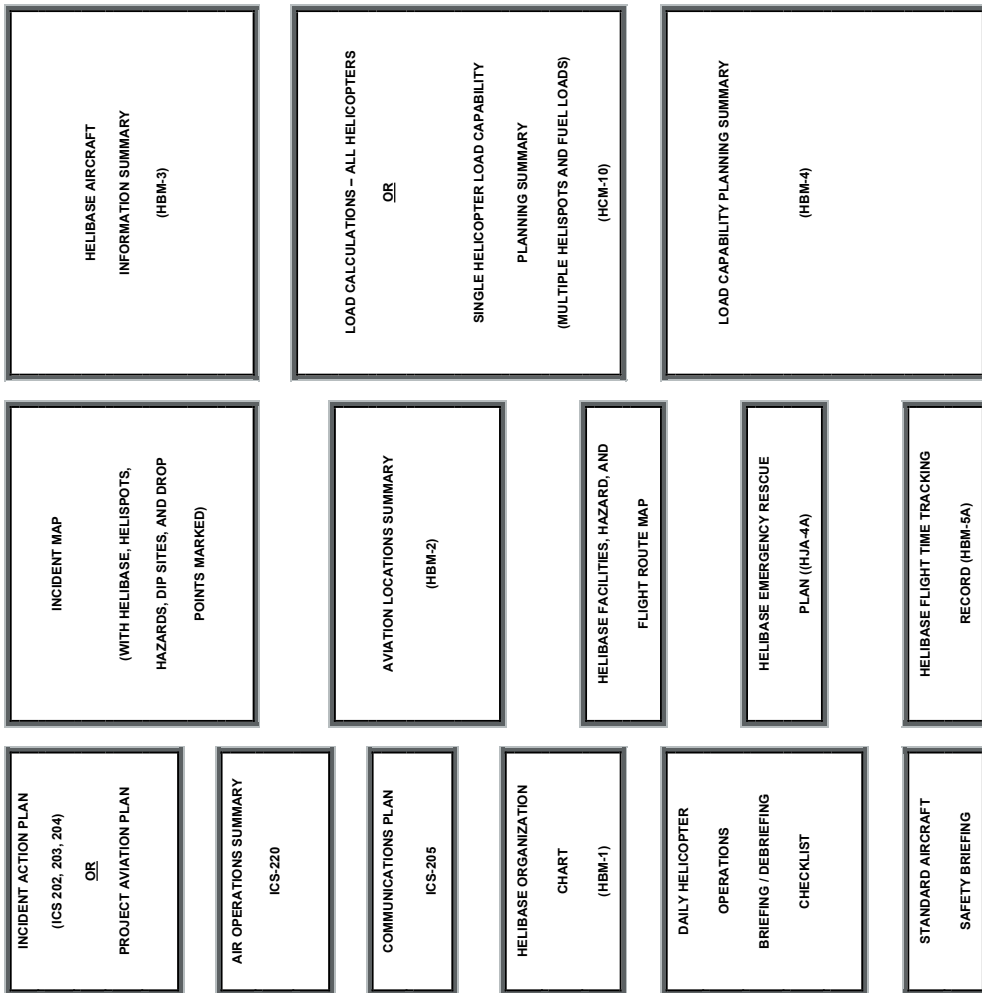 INCIDENT ACTION PLAN
(ICS 202, 203, 204)
OR
PROJECT AVIATION PLAN
AIR OPERATIONS SUMMARY
ICS-220
COMMUNICATIONS PLAN
ICS-205
HELIBASE ORGANIZATION
CHART
(HBM-1)
DAILY HELICOPTER
OPERATIONS
BRIEFING / DEBRIEFING
CHECKLIST
STANDARD AIRCRAFT
SAFETY BRIEFING
INCIDENT MAP
(WITH HELIBASE, HELISPOTS,
HAZARDS, DIP SITES, AND DROP
POINTS MARKED)
AVIATION LOCATIONS SUMMARY
(HBM-2)
HELIBASE FACILITIES, HAZARD, AND
FLIGHT ROUTE MAP
HELIBASE EMERGENCY RESCUE
PLAN ((HJA-4A)
HELIBASE FLIGHT TIME TRACKING
RECORD (HBM-5A)
HELIBASE AIRCRAFT
INFORMATION SUMMARY
(HBM-3)
LOAD CALCULATIONS – ALL HELICOPTERS
OR
SINGLE HELICOPTER LOAD CAPABILITY
PLANNING SUMMARY
(MULTIPLE HELISPOTS AND FUEL LOADS)
(HCM-10)
LOAD CAPABILITY PLANNING SUMMARY
(HBM-4)